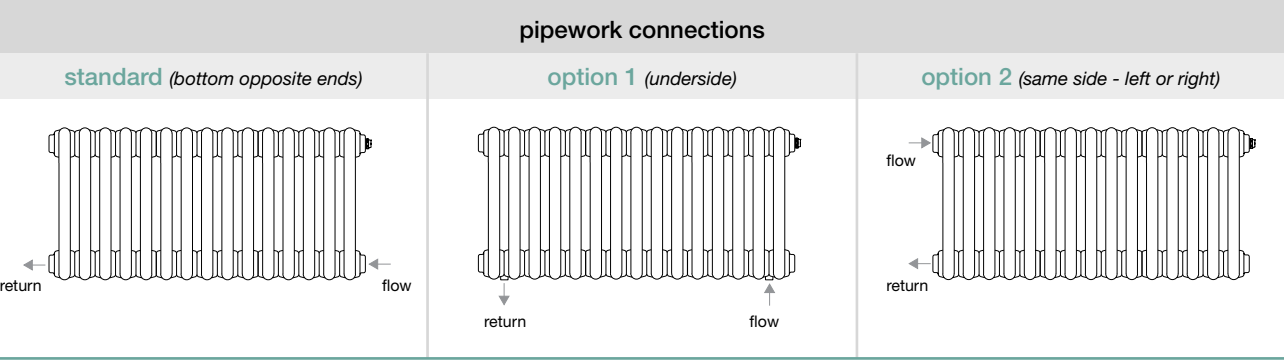 pipework connections
standard (bottom opposite ends)
option 1 (underside)
option 2 (same side - left or right)
return
flow
return
flow
flow
return